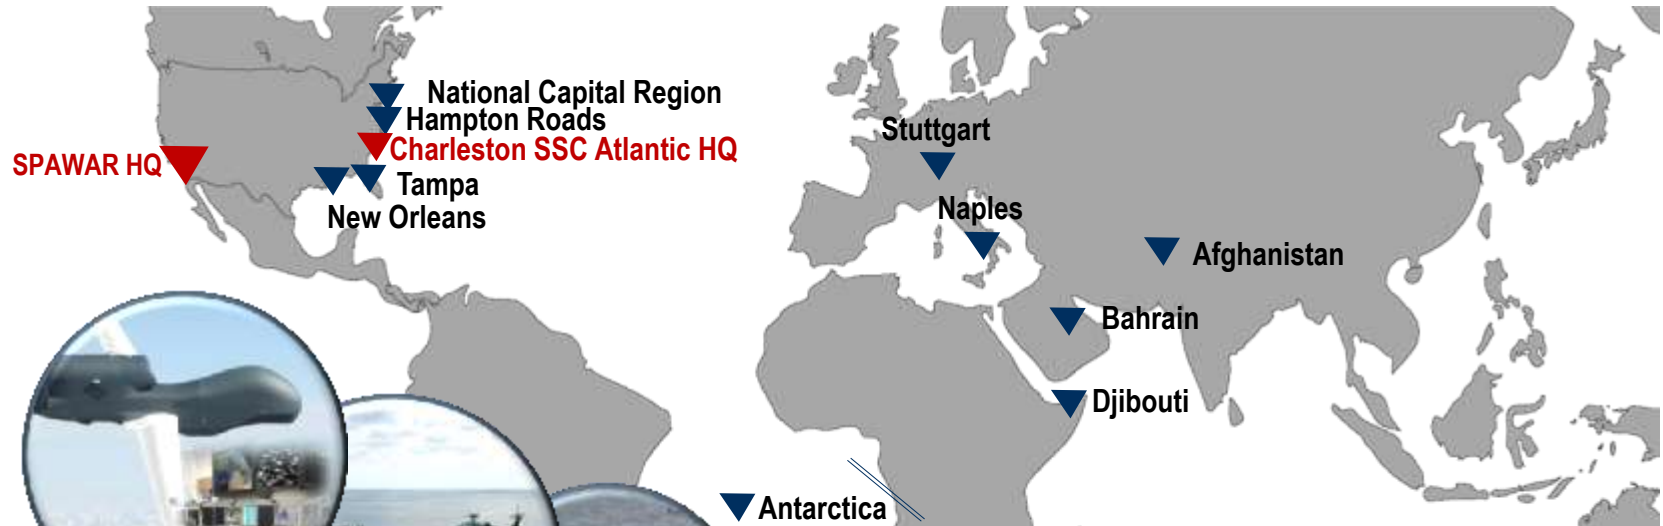 National Capital Region
Hampton Roads
Charleston SSC Atlantic HQ
SPAWAR HQ
Tampa
New Orleans
Stuttgart
Naples
Afghanistan
Bahrain
Djibouti
Antarctica